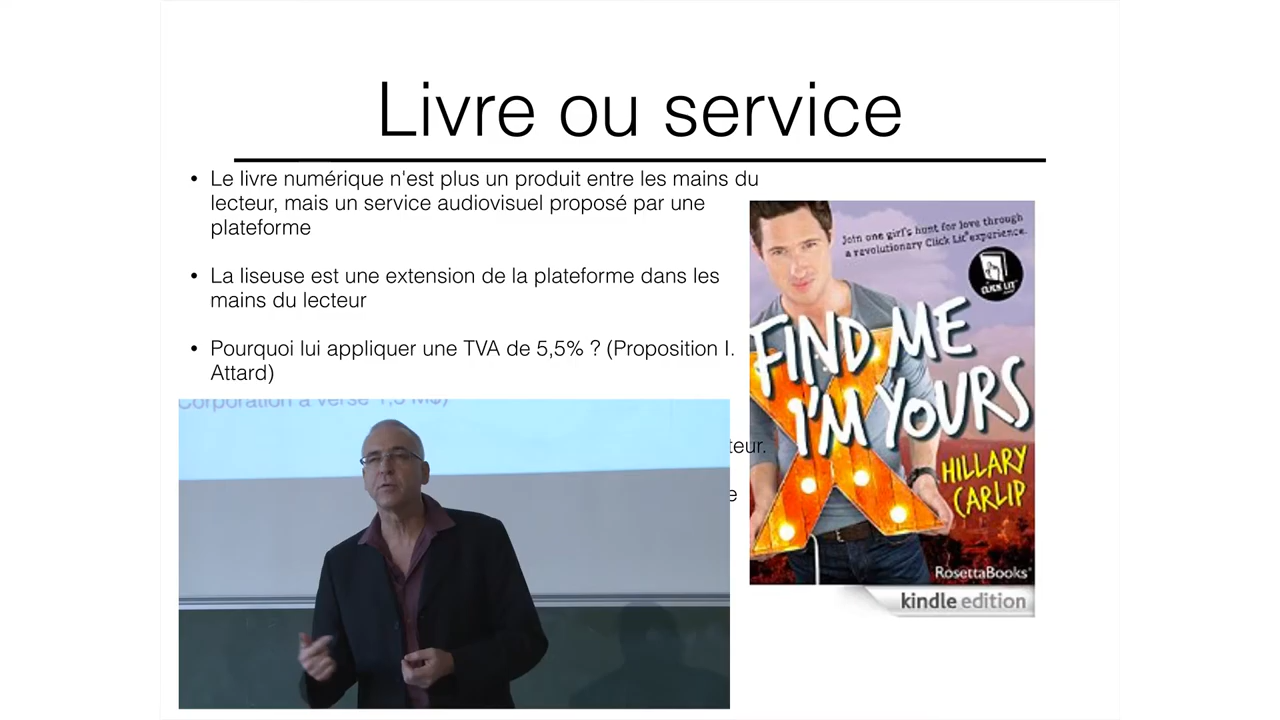 Livre ou service
• Le livre numérique n'est plus un produit entre les mains du
lecteur, mais un service audiovisuel proposé par une
plateforme
• La liseuse est une extension de la plateforme dans les
mains du lecteur
• Pourquoi lui appliquer une TVA de 5,5% ? (Proposition I.
Attard)
Corporation a versé 1,5 M$)
teur.
e
Join one girl's hunt for love through
a revolutionary Click Lit® experience.
CLICK LIT
FIND ME
I'M YOURS
HILLARY
CARLIP
RosettaBooks
kindle edition